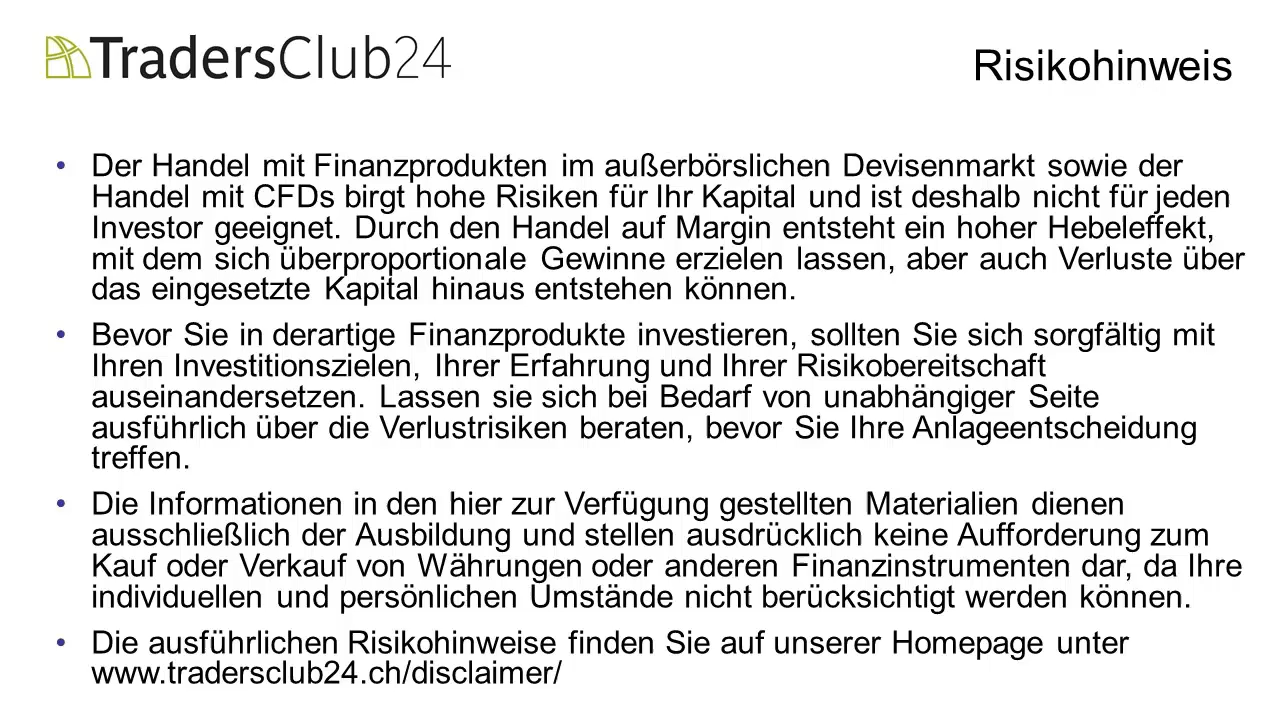 TradersClub24
Risikohinweis
• Der Handel mit Finanzprodukten im außerbörslichen Devisenmarkt sowie der
Handel mit CFDs birgt hohe Risiken für Ihr Kapital und ist deshalb nicht für jeden
Investor geeignet. Durch den Handel auf Margin entsteht ein hoher Hebeleffekt,
mit dem sich überproportionale Gewinne erzielen lassen, aber auch Verluste über
das eingesetzte Kapital hinaus entstehen können.
• Bevor Sie in derartige Finanzprodukte investieren, sollten Sie sich sorgfältig mit
Ihren Investitionszielen, Ihrer Erfahrung und Ihrer Risikobereitschaft
auseinandersetzen. Lassen sie sich bei Bedarf von unabhängiger Seite
ausführlich über die Verlustrisiken beraten, bevor Sie Ihre Anlageentscheidung
treffen.
• Die Informationen in den hier zur Verfügung gestellten Materialien dienen
ausschließlich der Ausbildung und stellen ausdrücklich keine Aufforderung zum
Kauf oder Verkauf von Währungen oder anderen Finanzinstrumenten dar, da Ihre
individuellen und persönlichen Umstände nicht berücksichtigt werden können.
• Die ausführlichen Risikohinweise finden Sie auf unserer Homepage unter
www.tradersclub24.ch/disclaimer/